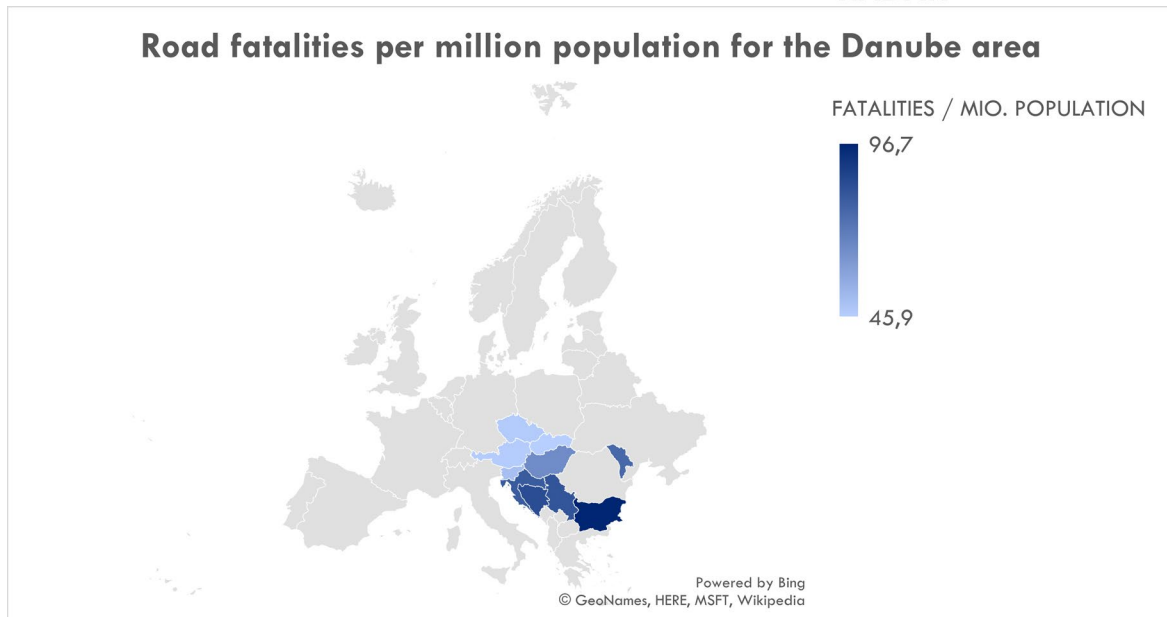 Road fatalities per million population for the Danube area
FATALITIES / MIO. POPULATION
96,7
45,9
Powered by Bing
© GeoNames, HERE, MSFT, Wikipedia